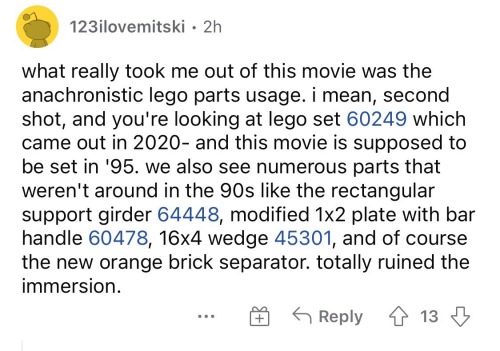 123ilovemitski · 2h
what really took me out of this movie was the
anachronistic lego parts usage. i mean, second
shot, and you're looking at lego set 60249 which
came out in 2020- and this movie is supposed to
be set in '95. we also see numerous parts that
weren't around in the 90s like the rectangular
support girder 64448, modified 1x2 plate with bar
handle 60478, 16x4 wedge 45301, and of course
the new orange brick separator. totally ruined the
immersion.
... Reply 13